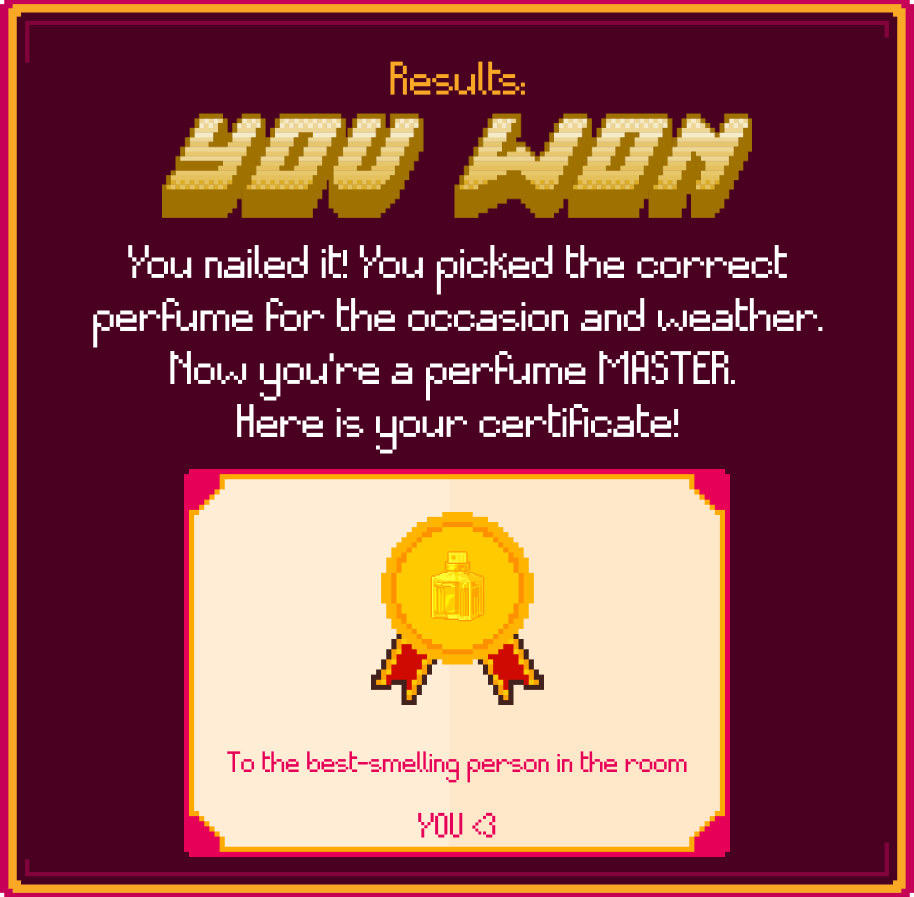 Results:
YOU WON
You nailed it! You picked the correct
perfume for the occasion and weather.
Now you're a perfume MASTER.
Here is your certificate!
To the best-smelling person in the room
YOU <3